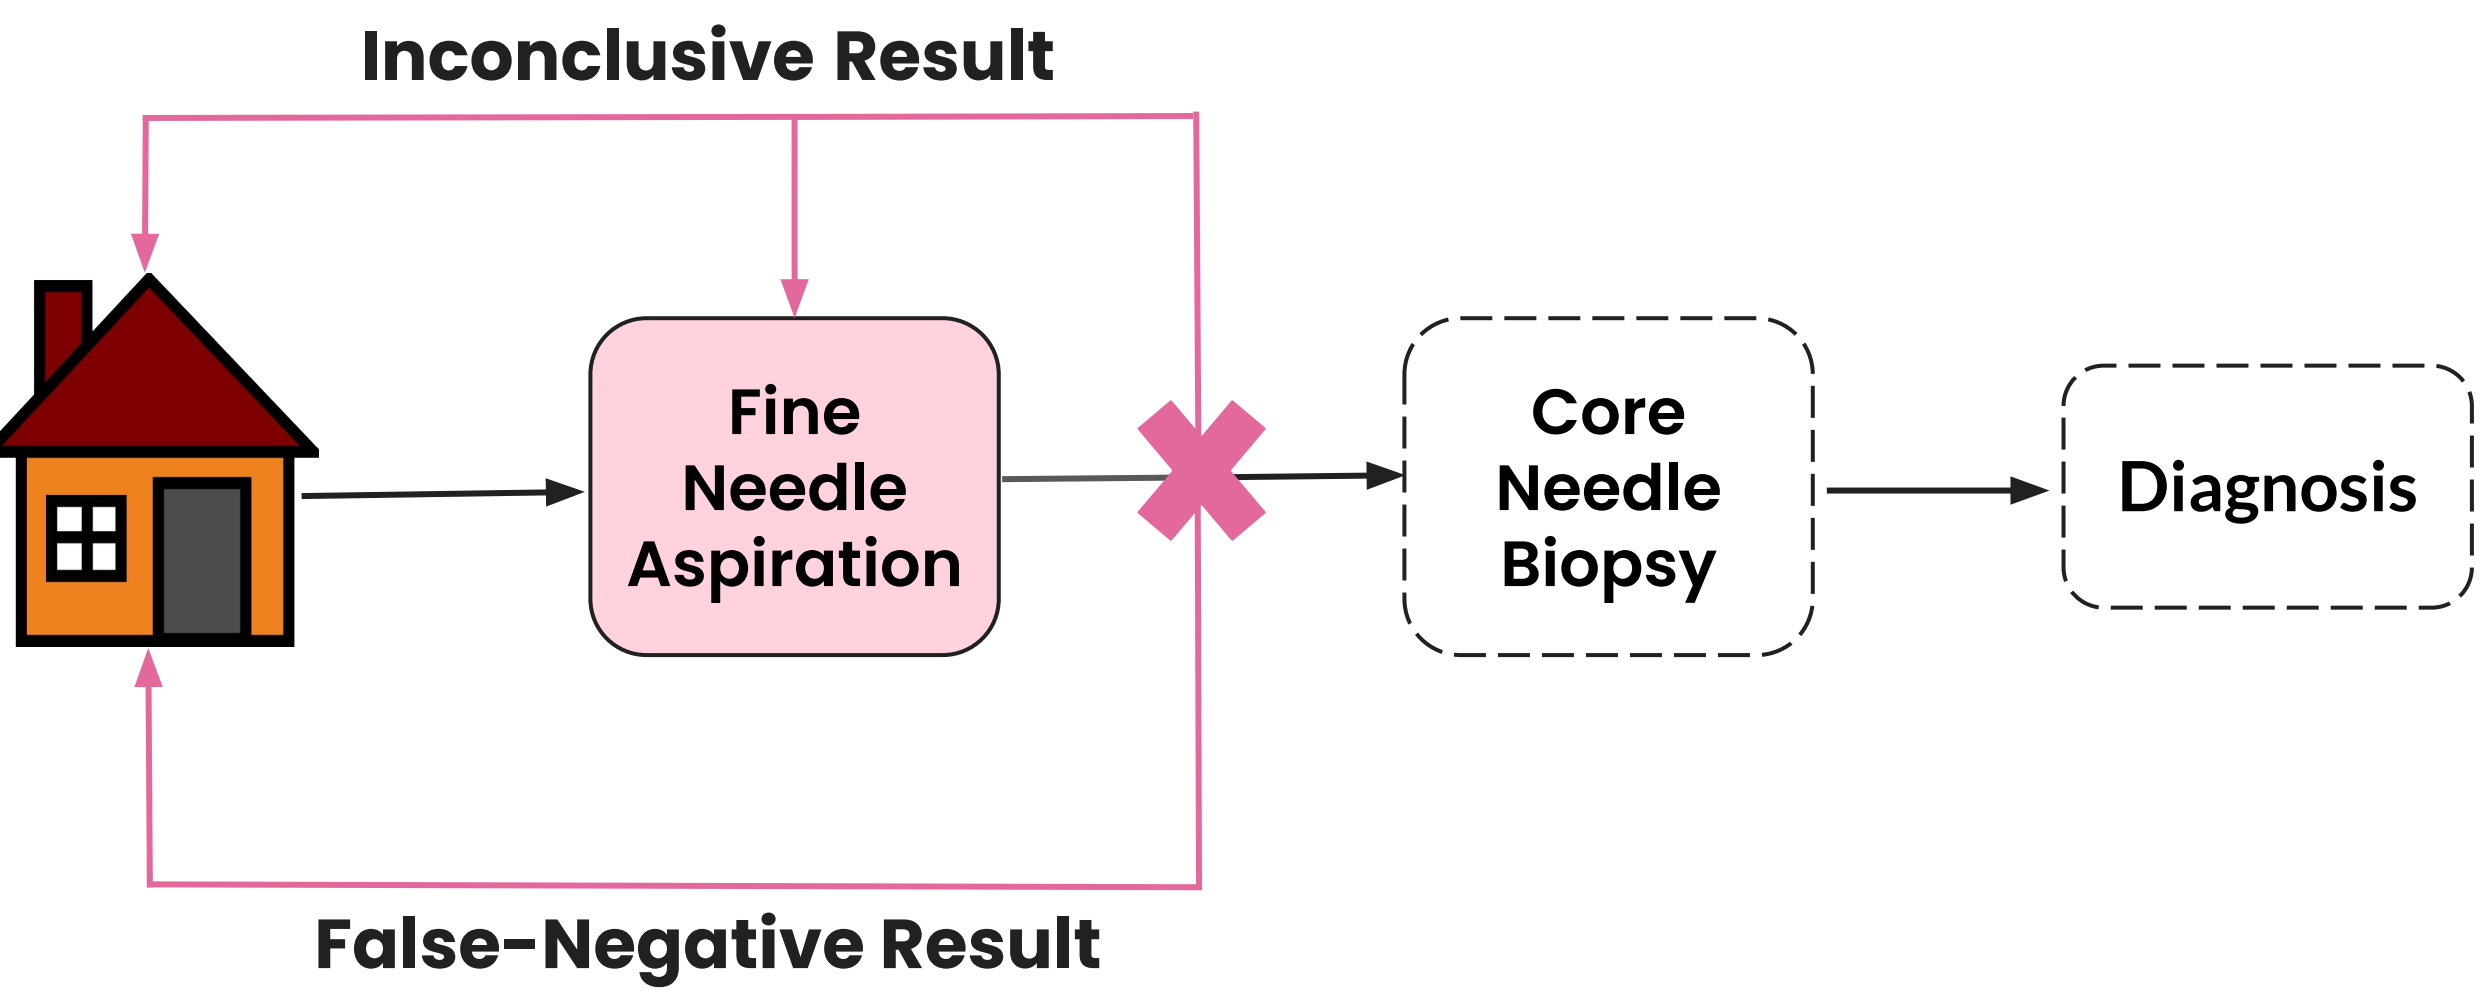 Inconclusive Result
Fine
Needle
Aspiration
Core
Needle
Biopsy
Diagnosis
False-Negative Result